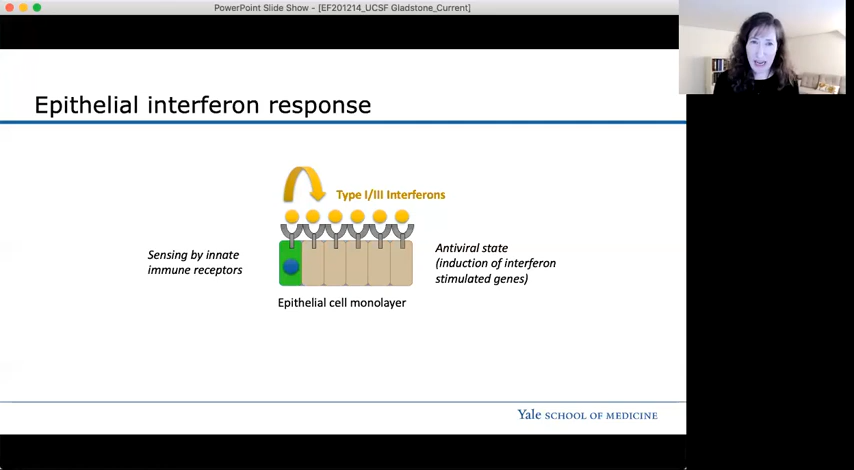 PowerPoint Slide Show - [EF201214_UCSF Gladstone_Current]
Epithelial interferon response
Type I/III Interferons
Sensing by innate
immune receptors
Antiviral state
(induction of interferon
stimulated genes)
Epithelial cell monolayer
Yale SCHOOL OF MEDICINE